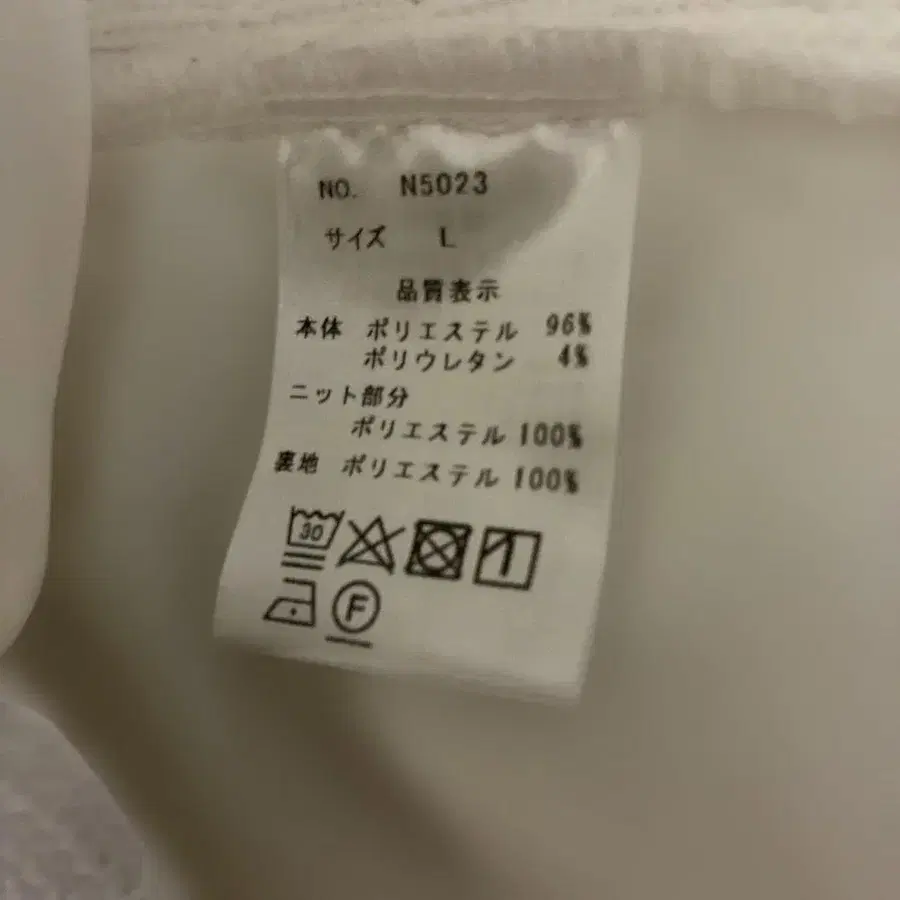 NO. N5023
サイズ L
品質表示
本体 ポリエステル 96%
ポリウレタン 4%
ニット部分
ポリエステル 100%
裏地 ポリエステル 100%
30
F